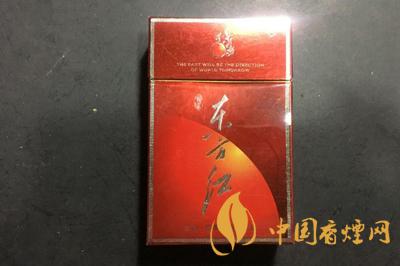 THE EAST WILL BE THE DIRECTION
OF WORLD TOMORROW
东方红
中国香烟网